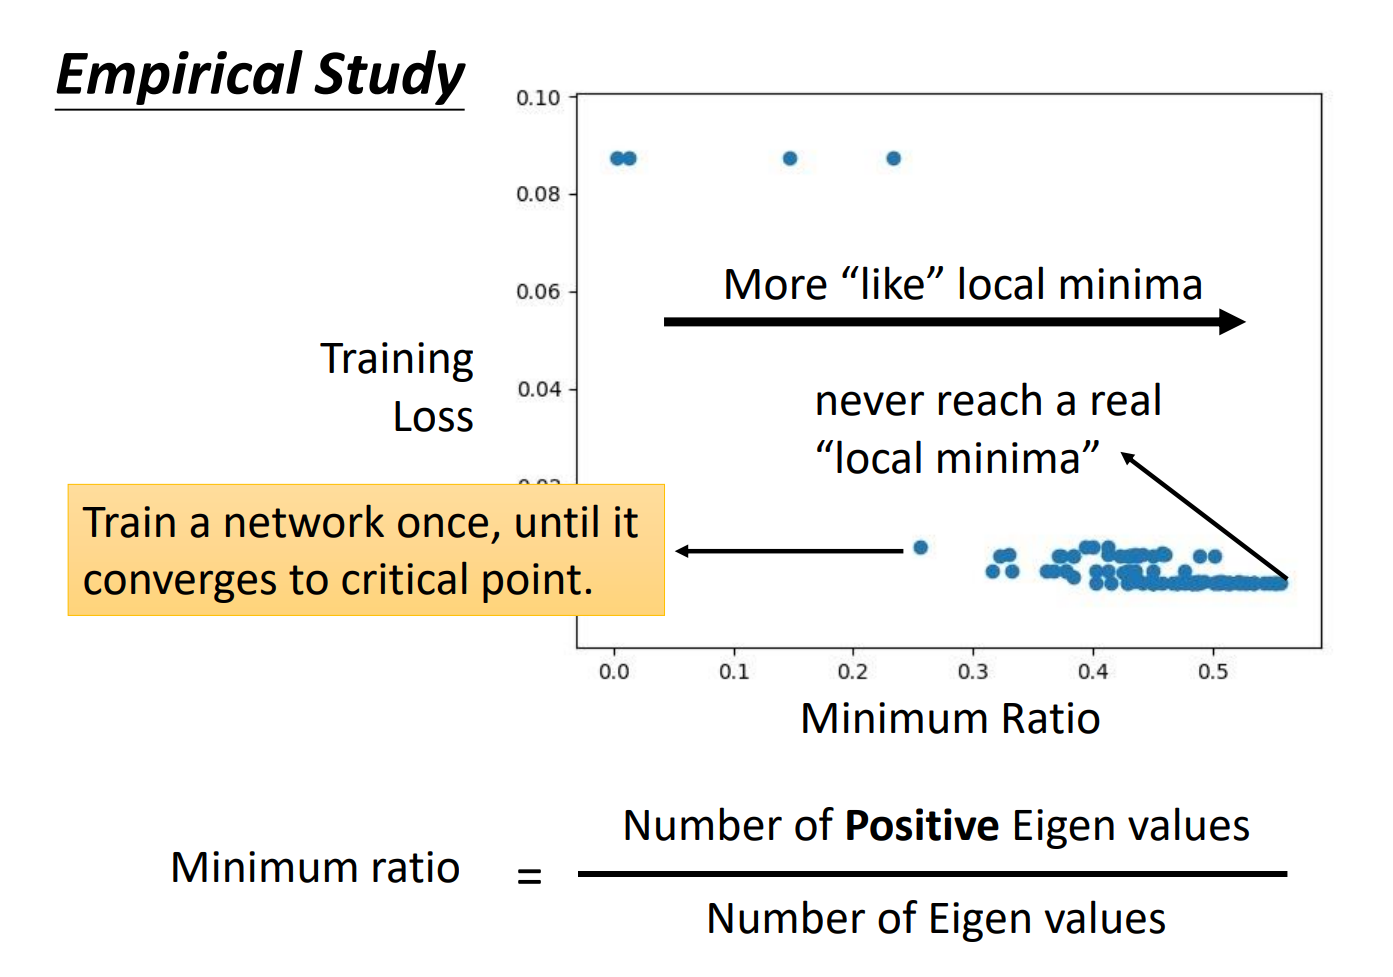 Empirical Study
0.10
0.08
0.06
0.04
Training
Loss
More “like” local minima
never reach a real
“local minima”
Train a network once, until it
converges to critical point.
0.0 0.1 0.2 0.3 0.4 0.5
Minimum Ratio
Minimum ratio = 
Number of Positive Eigen values
Number of Eigen values